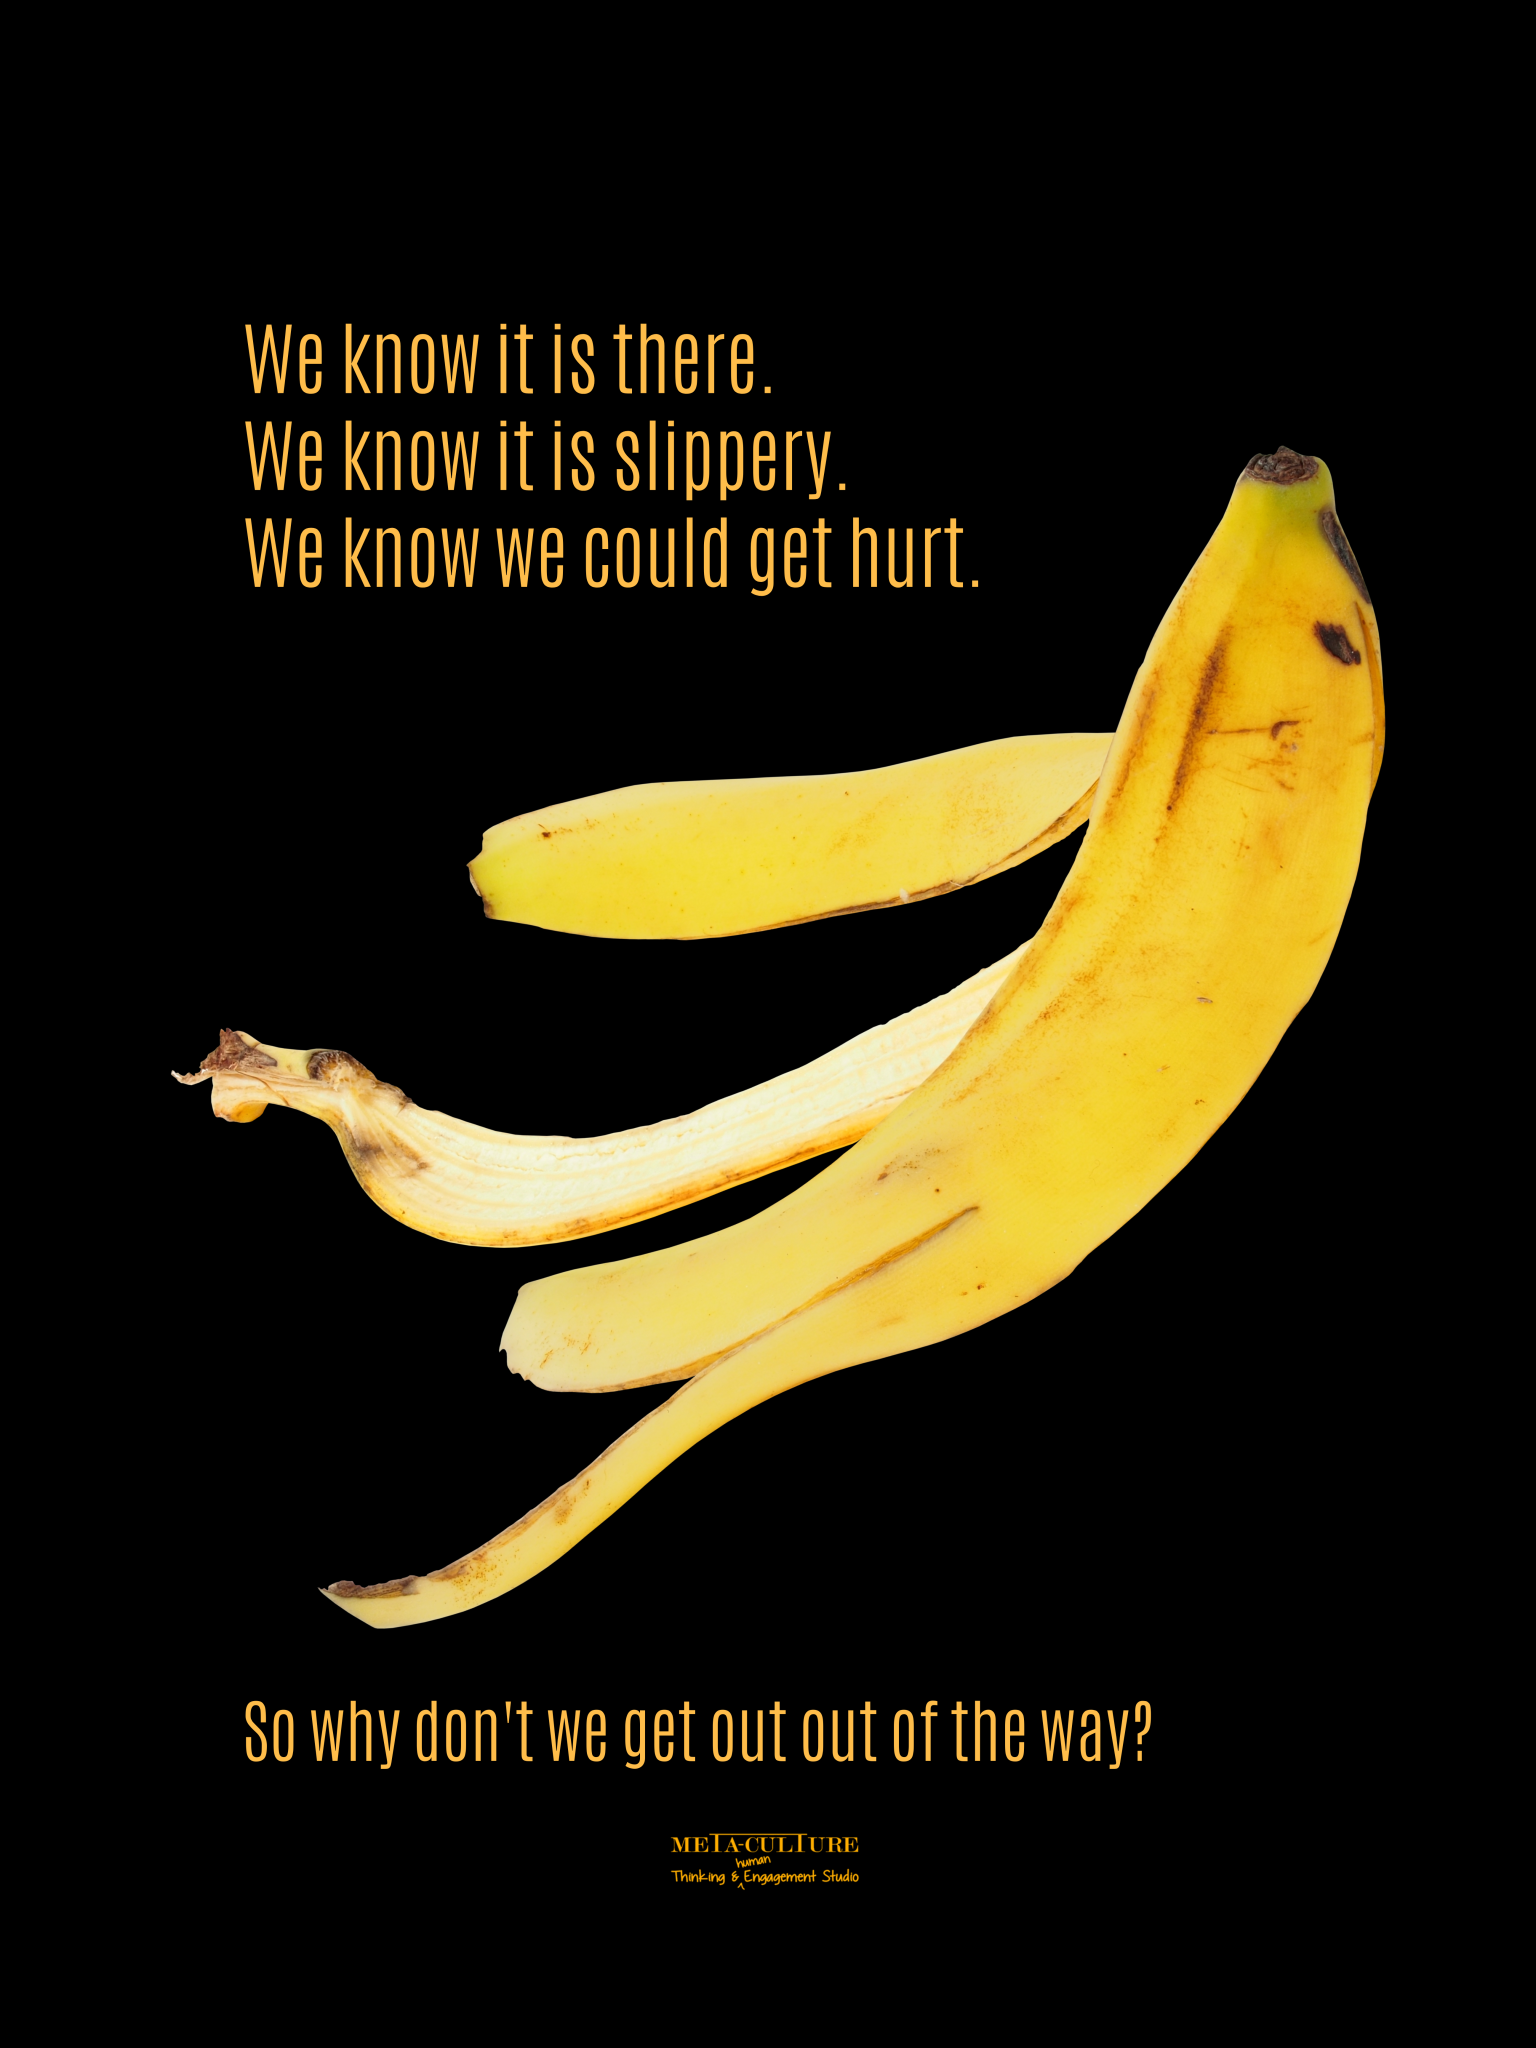 We know it is there.
We know it is slippery.
We know we could get hurt.
So why don't we get out out of the way?
META-CULTURE
human
Thinking & Engagement Studio